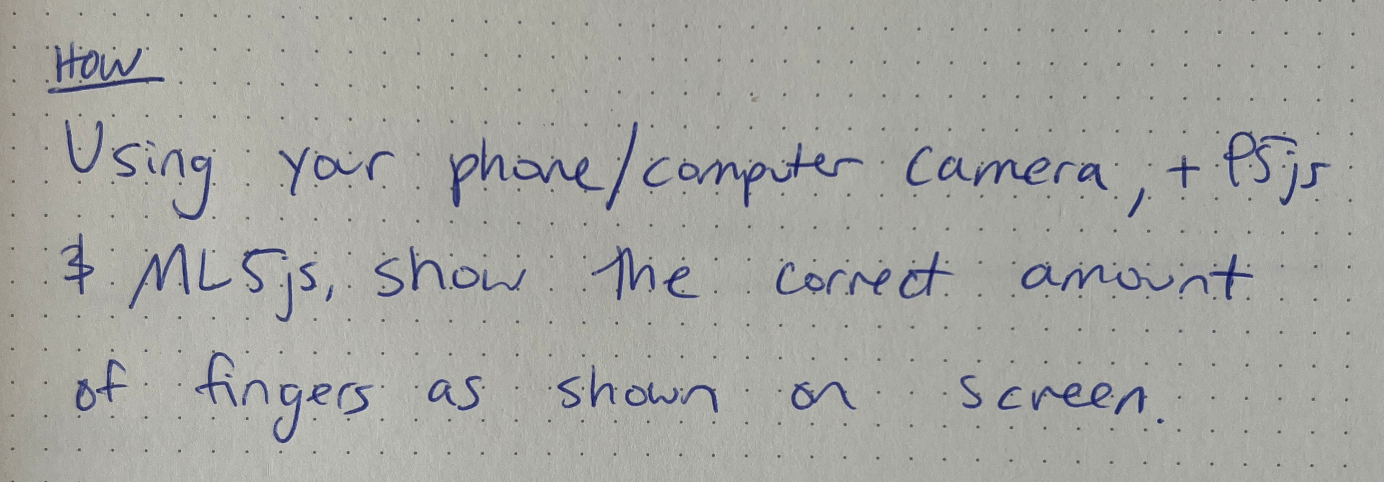 How
Using your phone/computer camera, + P5js
& ML5js, show the correct amount
of fingers as shown on screen.